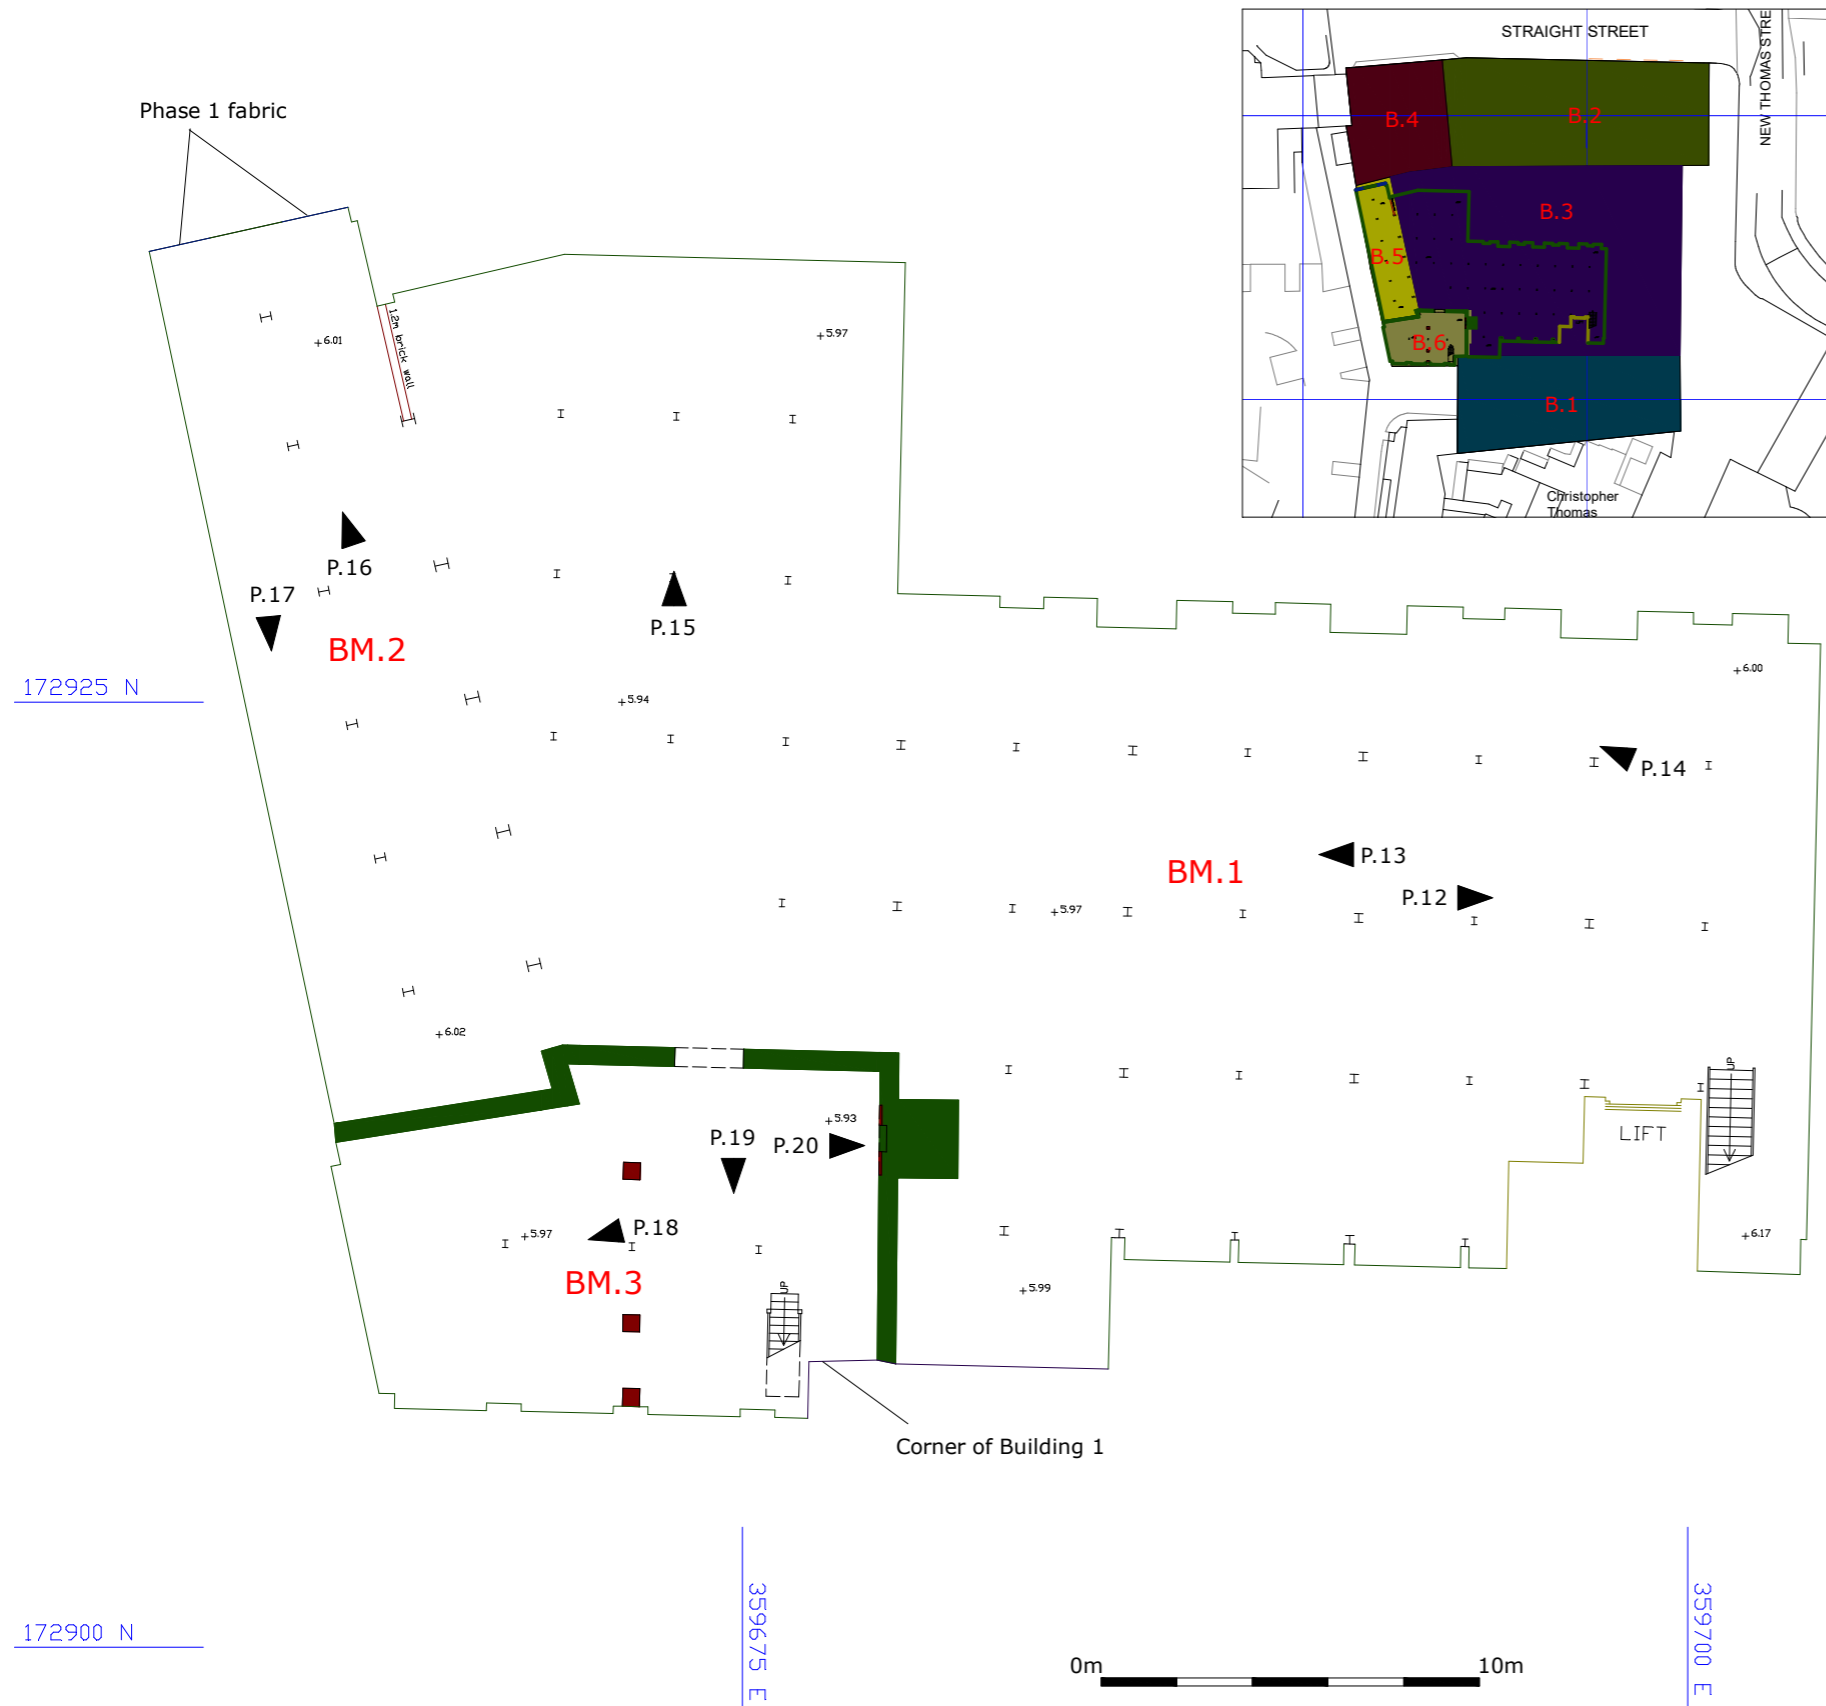 STRAIGHT STREET
NEW THOMAS STRE
Phase 1 fabric
B.4
B.2
B.3
B.5
B.6
B.1
Christopher
Thomas
1.2m brick wall
+6.01
+5.97
P.16
P.17
P.15
BM.2
172925 N
+5.94
+6.00
P.14
P.13
BM.1
P.12
+5.97
+6.02
UP
+5.93
P.19
P.20
LIFT
P.18
+5.97
+6.17
BM.3
UP
+5.99
Corner of Building 1
359675 E
359700 E
172900 N
0m
10m